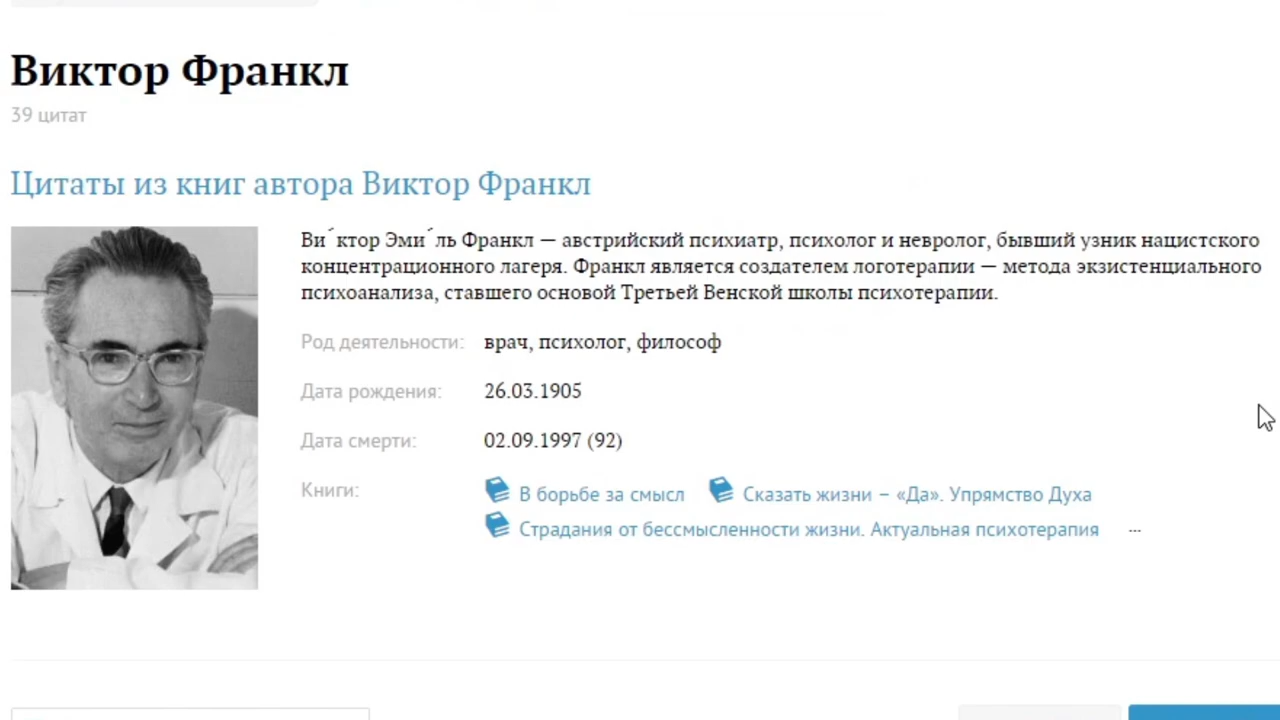 Виктор Франкл
39 цитат
Цитаты из книг автора Виктор Франкл
Ви´ктор Эми´ль Франкл — австрийский психиатр, психолог и невролог, бывший узник нацистского
концентрационного лагеря. Франкл является создателем логотерапии — метода экзистенциального
психоанализа, ставшего основой Третьей Венской школы психотерапии.
Род деятельности: врач, психолог, философ
Дата рождения: 26.03.1905
Дата смерти: 02.09.1997 (92)
Книги: В борьбе за смысл Сказать жизни – «Да». Упрямство Духа
Страдания от бессмысленности жизни. Актуальная психотерапия ...